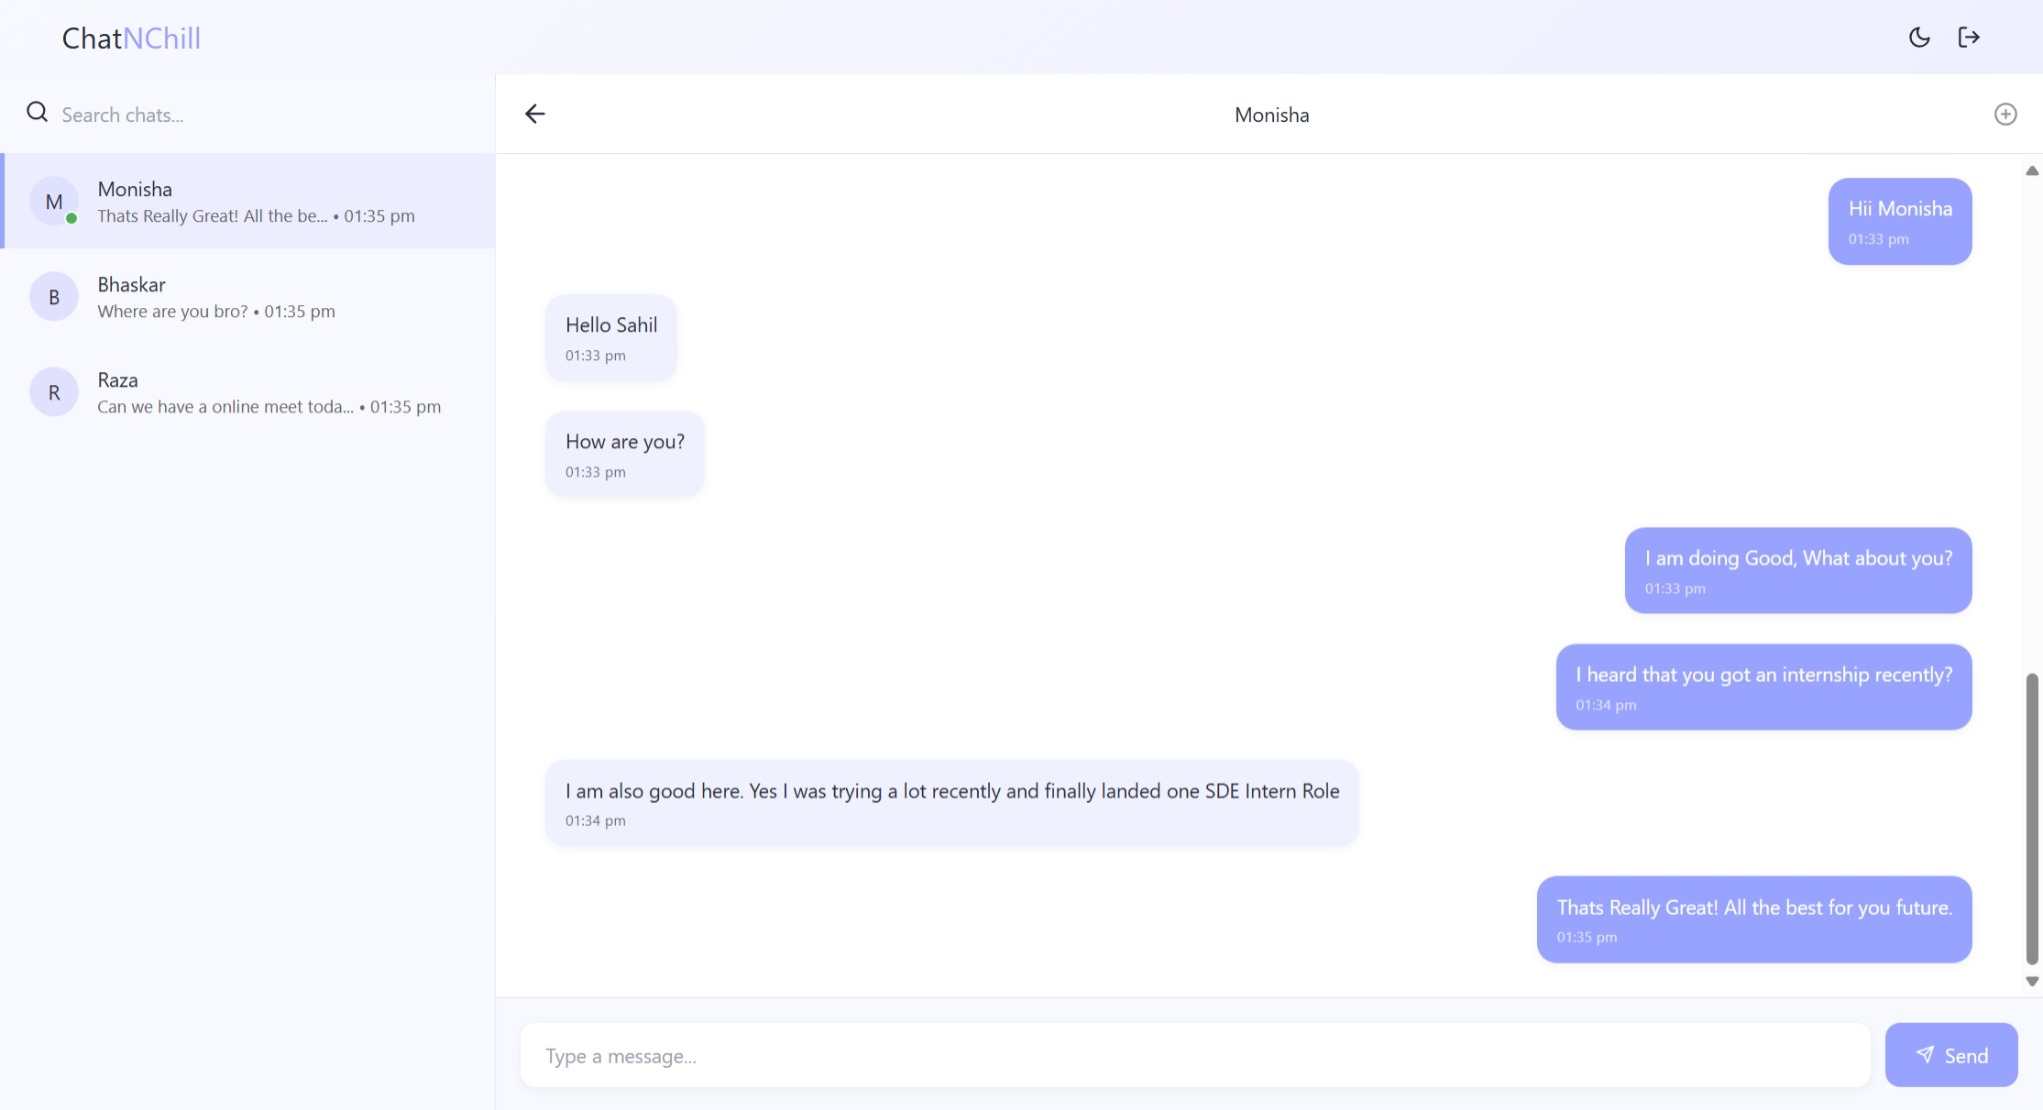 ChatNChill
Search chats...
M
Monisha
Thats Really Great! All the be... • 01:35 pm
B
Bhaskar
Where are you bro? • 01:35 pm
R
Raza
Can we have a online meet toda... • 01:35 pm
Monisha
Hii Monisha
01:33 pm
Hello Sahil
01:33 pm
How are you?
01:33 pm
I am doing Good, What about you?
01:33 pm
I heard that you got an internship recently?
01:34 pm
I am also good here. Yes I was trying a lot recently and finally landed one SDE Intern Role
01:34 pm
Thats Really Great! All the best for you future.
01:35 pm
Type a message...
Send